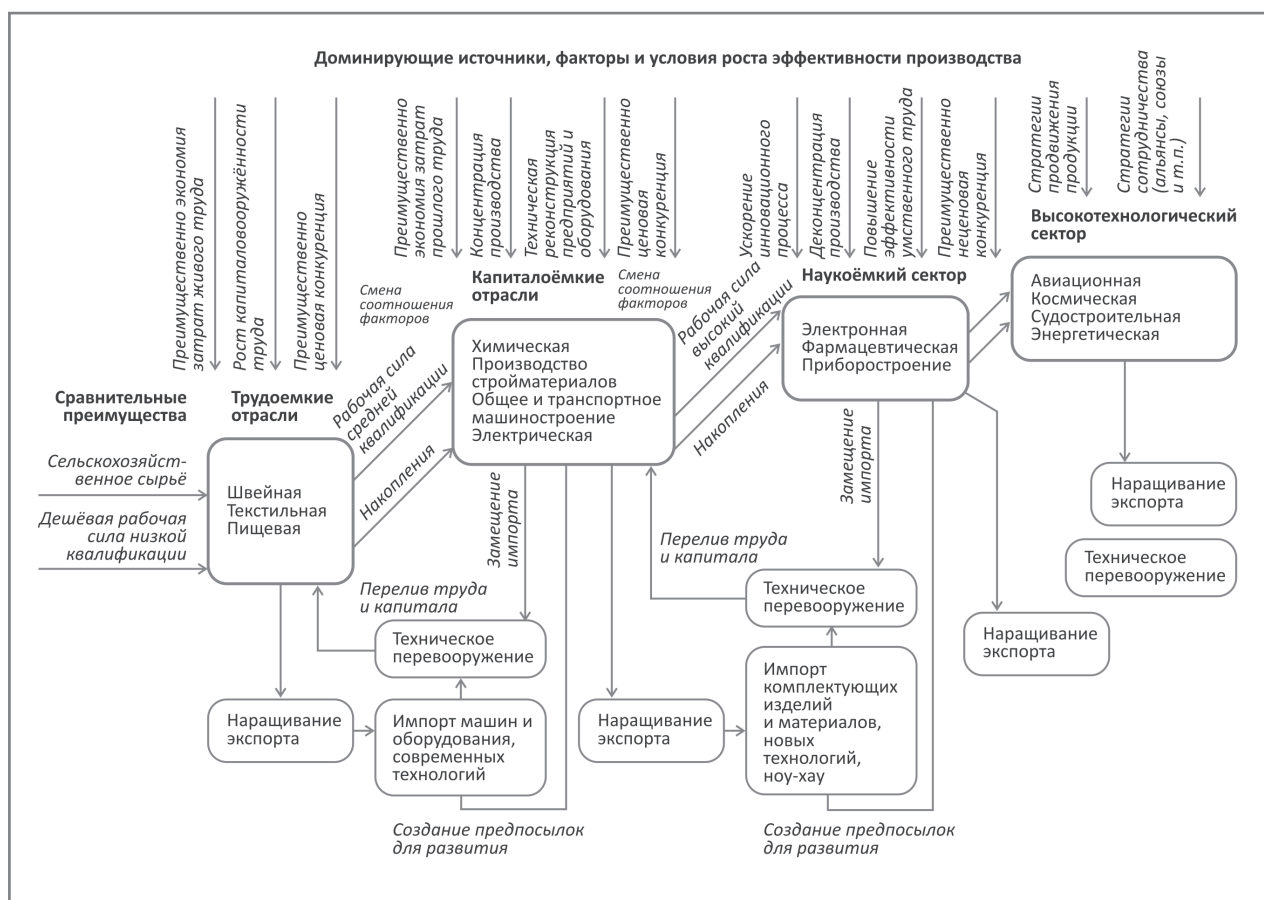 Доминирующие источники, факторы и условия роста эффективности производства
Преимущественно экономия
затрат живого труда
Рост капиталовооружённости
труда
Преимущественно
ценовая конкуренция
Преимущественно
экономия затрат
прошлого труда
Концентрация
производства
Техническая
реконструкция
предприятий и
оборудования
Преимущественно
ценовая
конкуренция
Ускорение
инновационного
процесса
Деконцентрация
производства
Повышение
эффективности
умственного труда
Преимущественно
неценовая
конкуренция
Стратегии
продвижения
продукции
Стратегии
сотрудничества
(альянсы, союзы
и т.п.)
Сравнительные
преимущества
Трудоемкие
отрасли
Смена
соотношения
факторов
Капиталоёмкие
отрасли
Смена
соотношения
факторов
Наукоёмкий сектор
Высокотехнологический
сектор
Сельскохозяйст-
венное сырьё
Дешёвая рабочая
сила низкой
квалификации
Швейная
Текстильная
Пищевая
Рабочая сила
средней
квалификации
Накопления
Химическая
Производство
стройматериалов
Общее и транспортное
машиностроение
Электрическая
Рабочая сила
высокий
квалификации
Накопления
Электронная
Фармацевтическая
Приборостроение
Авиационная
Космическая
Судостроительная
Энергетическая
Замещение
импорта
Перелив труда
и капитала
Техническое
перевооружение
Наращивание
экспорта
Импорт машин и
оборудования,
современных
технологий
Создание предпосылок
для развития
Замещение
импорта
Перелив труда
и капитала
Техническое
перевооружение
Наращивание
экспорта
Импорт
комплектующих
изделий
и материалов,
новых
технологий,
ноу-хау
Создание предпосылок
для развития
Наращивание
экспорта
Наращивание
экспорта
Техническое
перевооружение